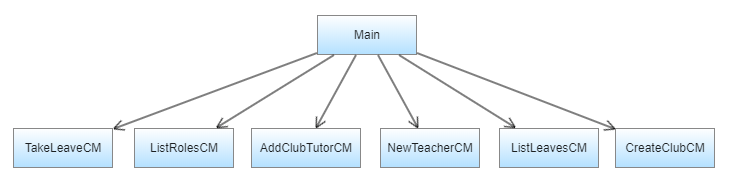 Main
TakeLeaveCM
ListRolesCM
AddClubTutorCM
NewTeacherCM
ListLeavesCM
CreateClubCM